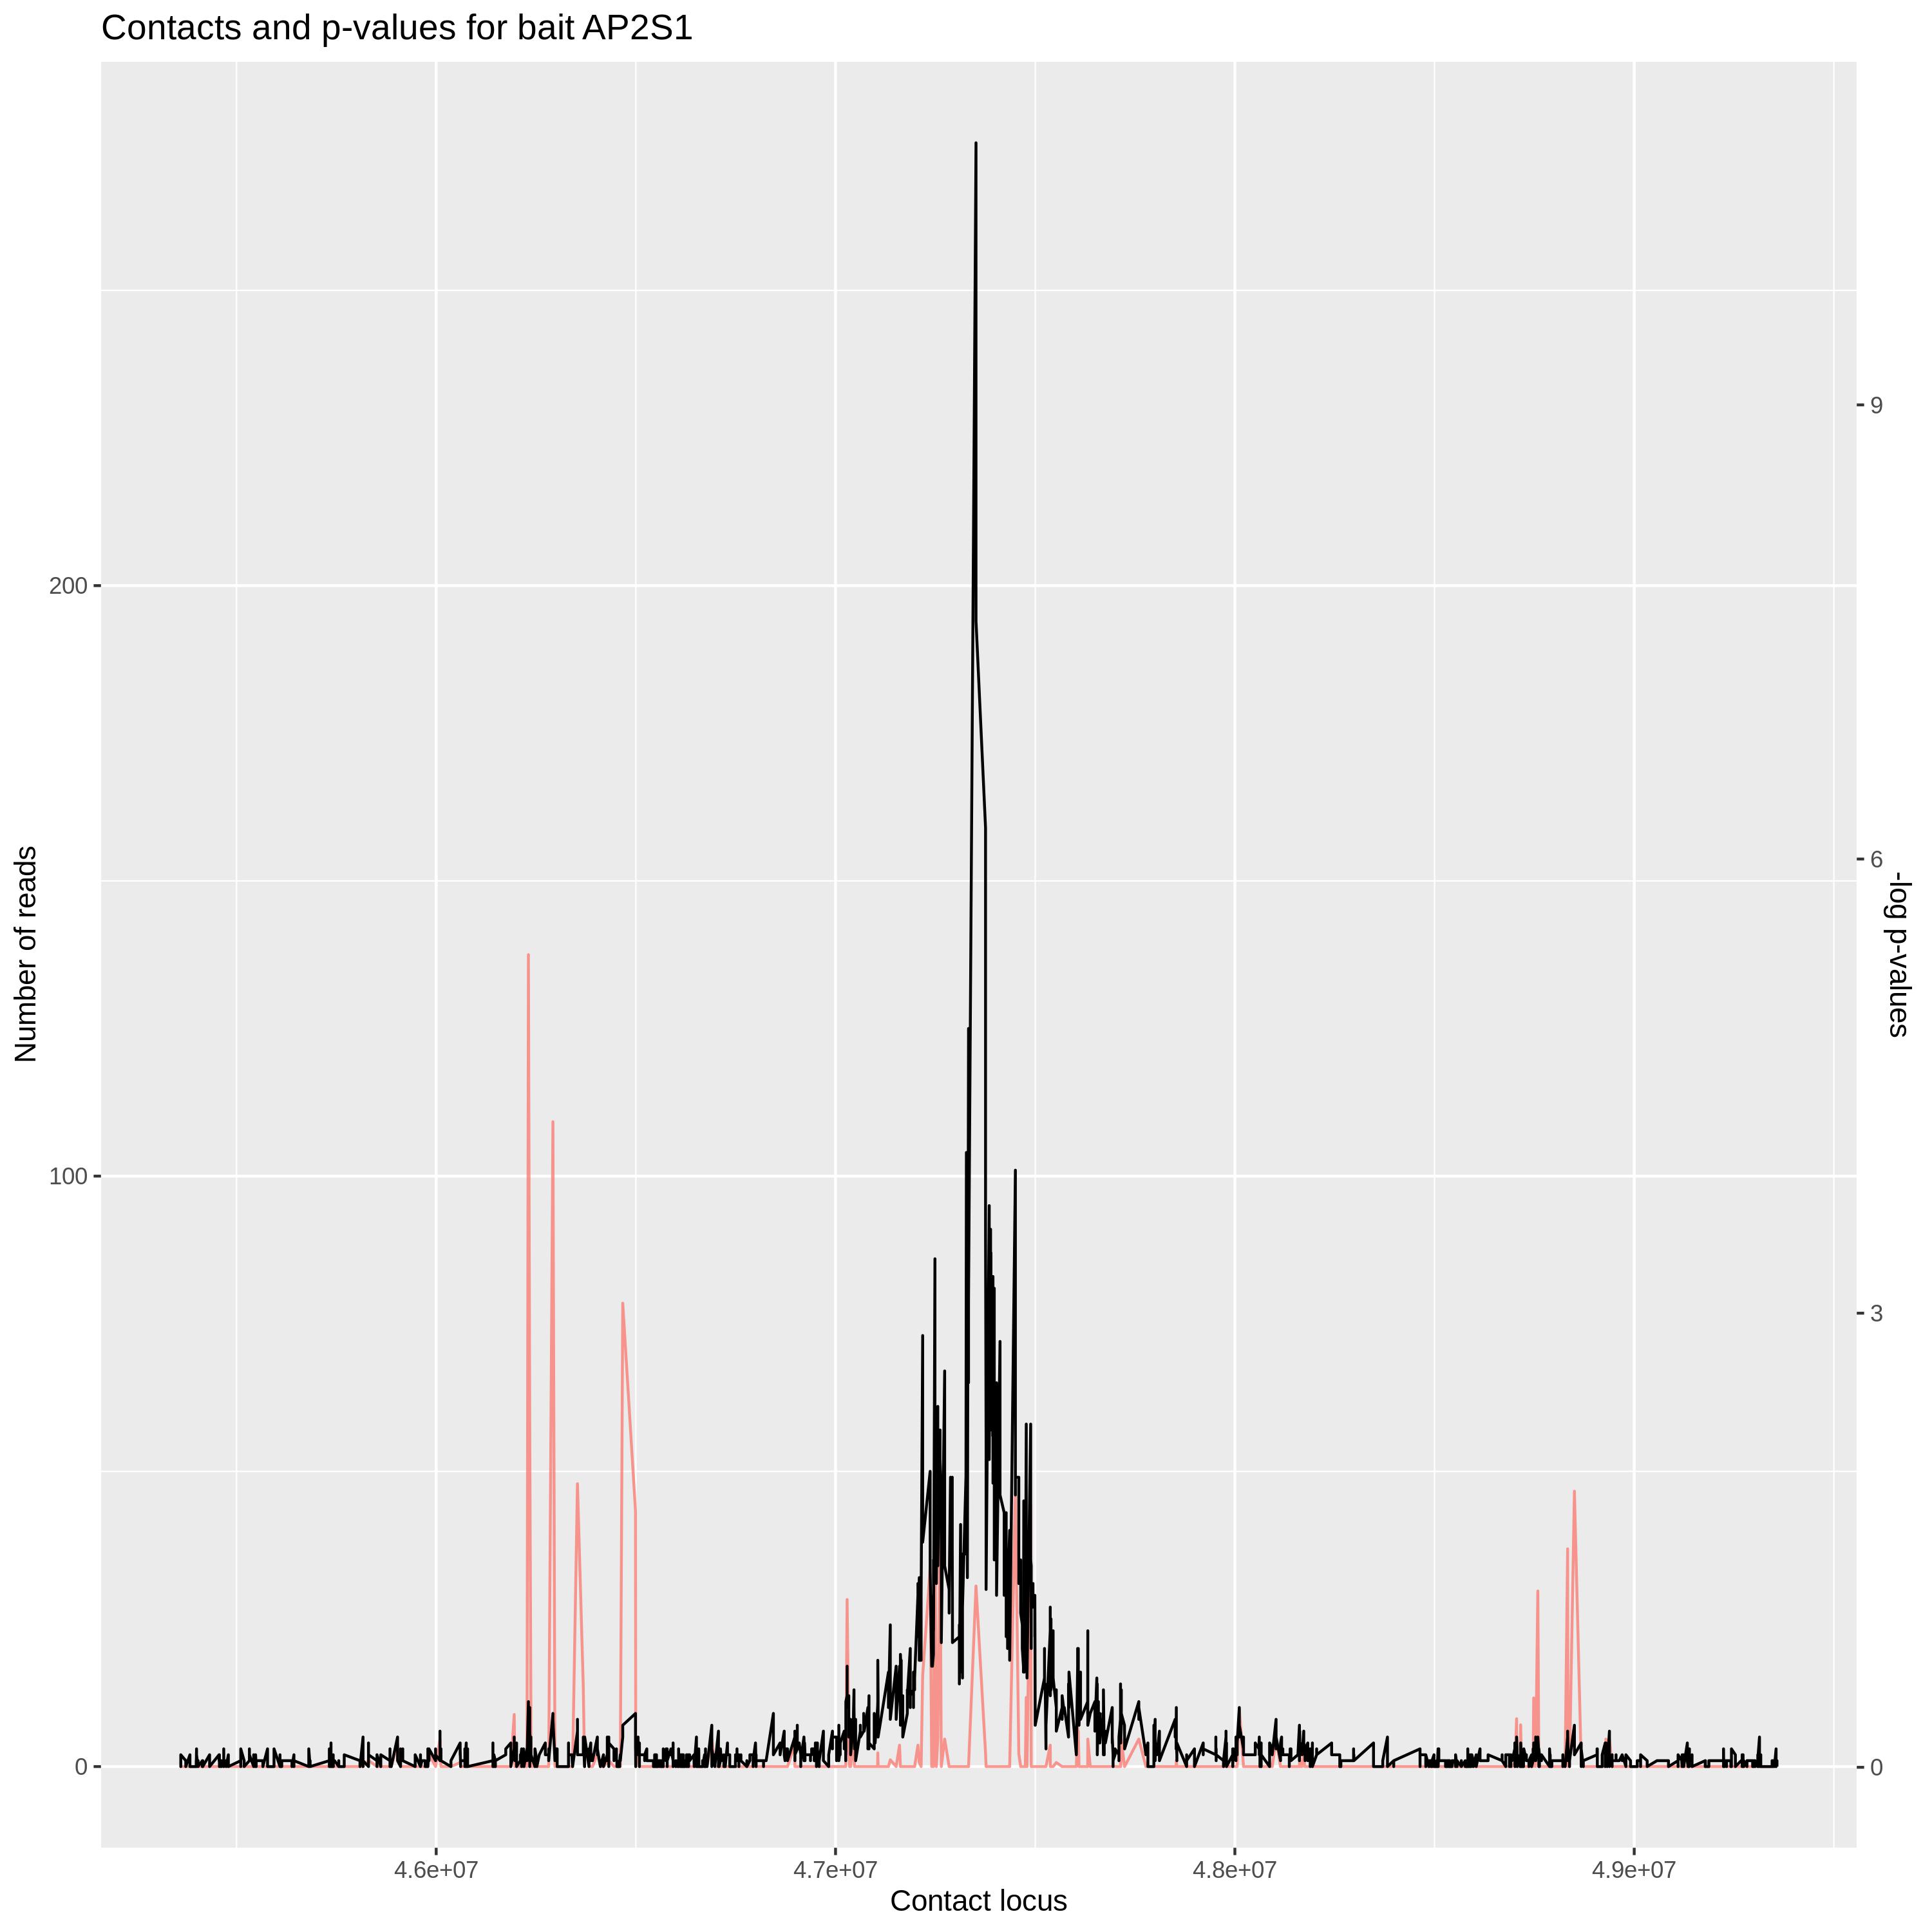 Contacts and p-values for bait AP2S1
200
100
0
Number of reads
9
6
3
0
-log p-values
4.6e+07
4.7e+07
4.8e+07
4.9e+07
Contact locus